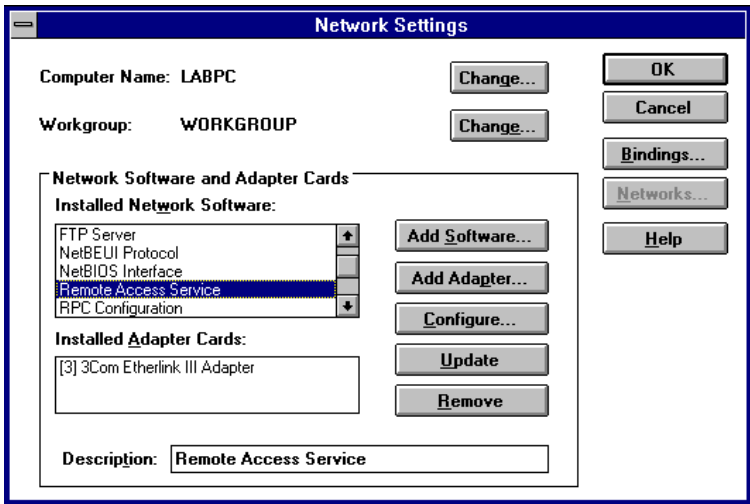 Network Settings
Computer Name: LABPC
Change...
OK
Cancel
Workgroup: WORKGROUP
Change...
Bindings...
Networks...
Help
Network Software and Adapter Cards
Installed Network Software:
FTP Server
NetBEUI Protocol
NetBIOS Interface
Remote Access Service
RPC Configuration
Add Software...
Add Adapter...
Configure...
Installed Adapter Cards:
[3] 3Com Etherlink III Adapter
Update
Remove
Description: Remote Access Service